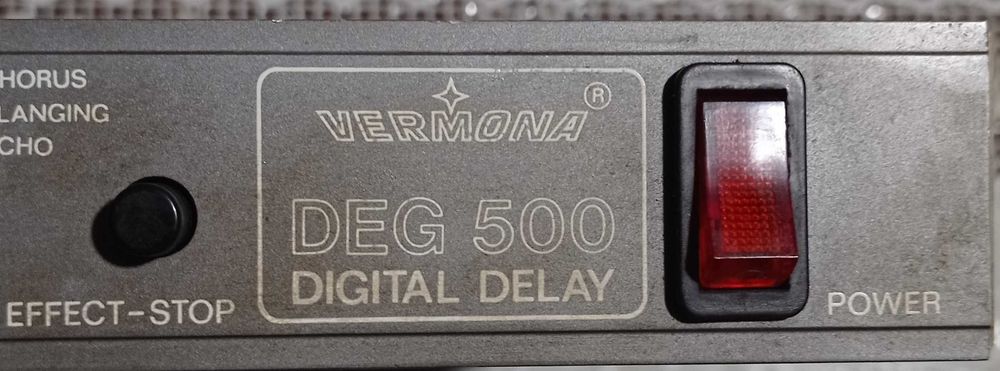 HORUS
LANGING
CHO
EFFECT-STOP
VERMONA ®
DEG 500
DIGITAL DELAY
POWER